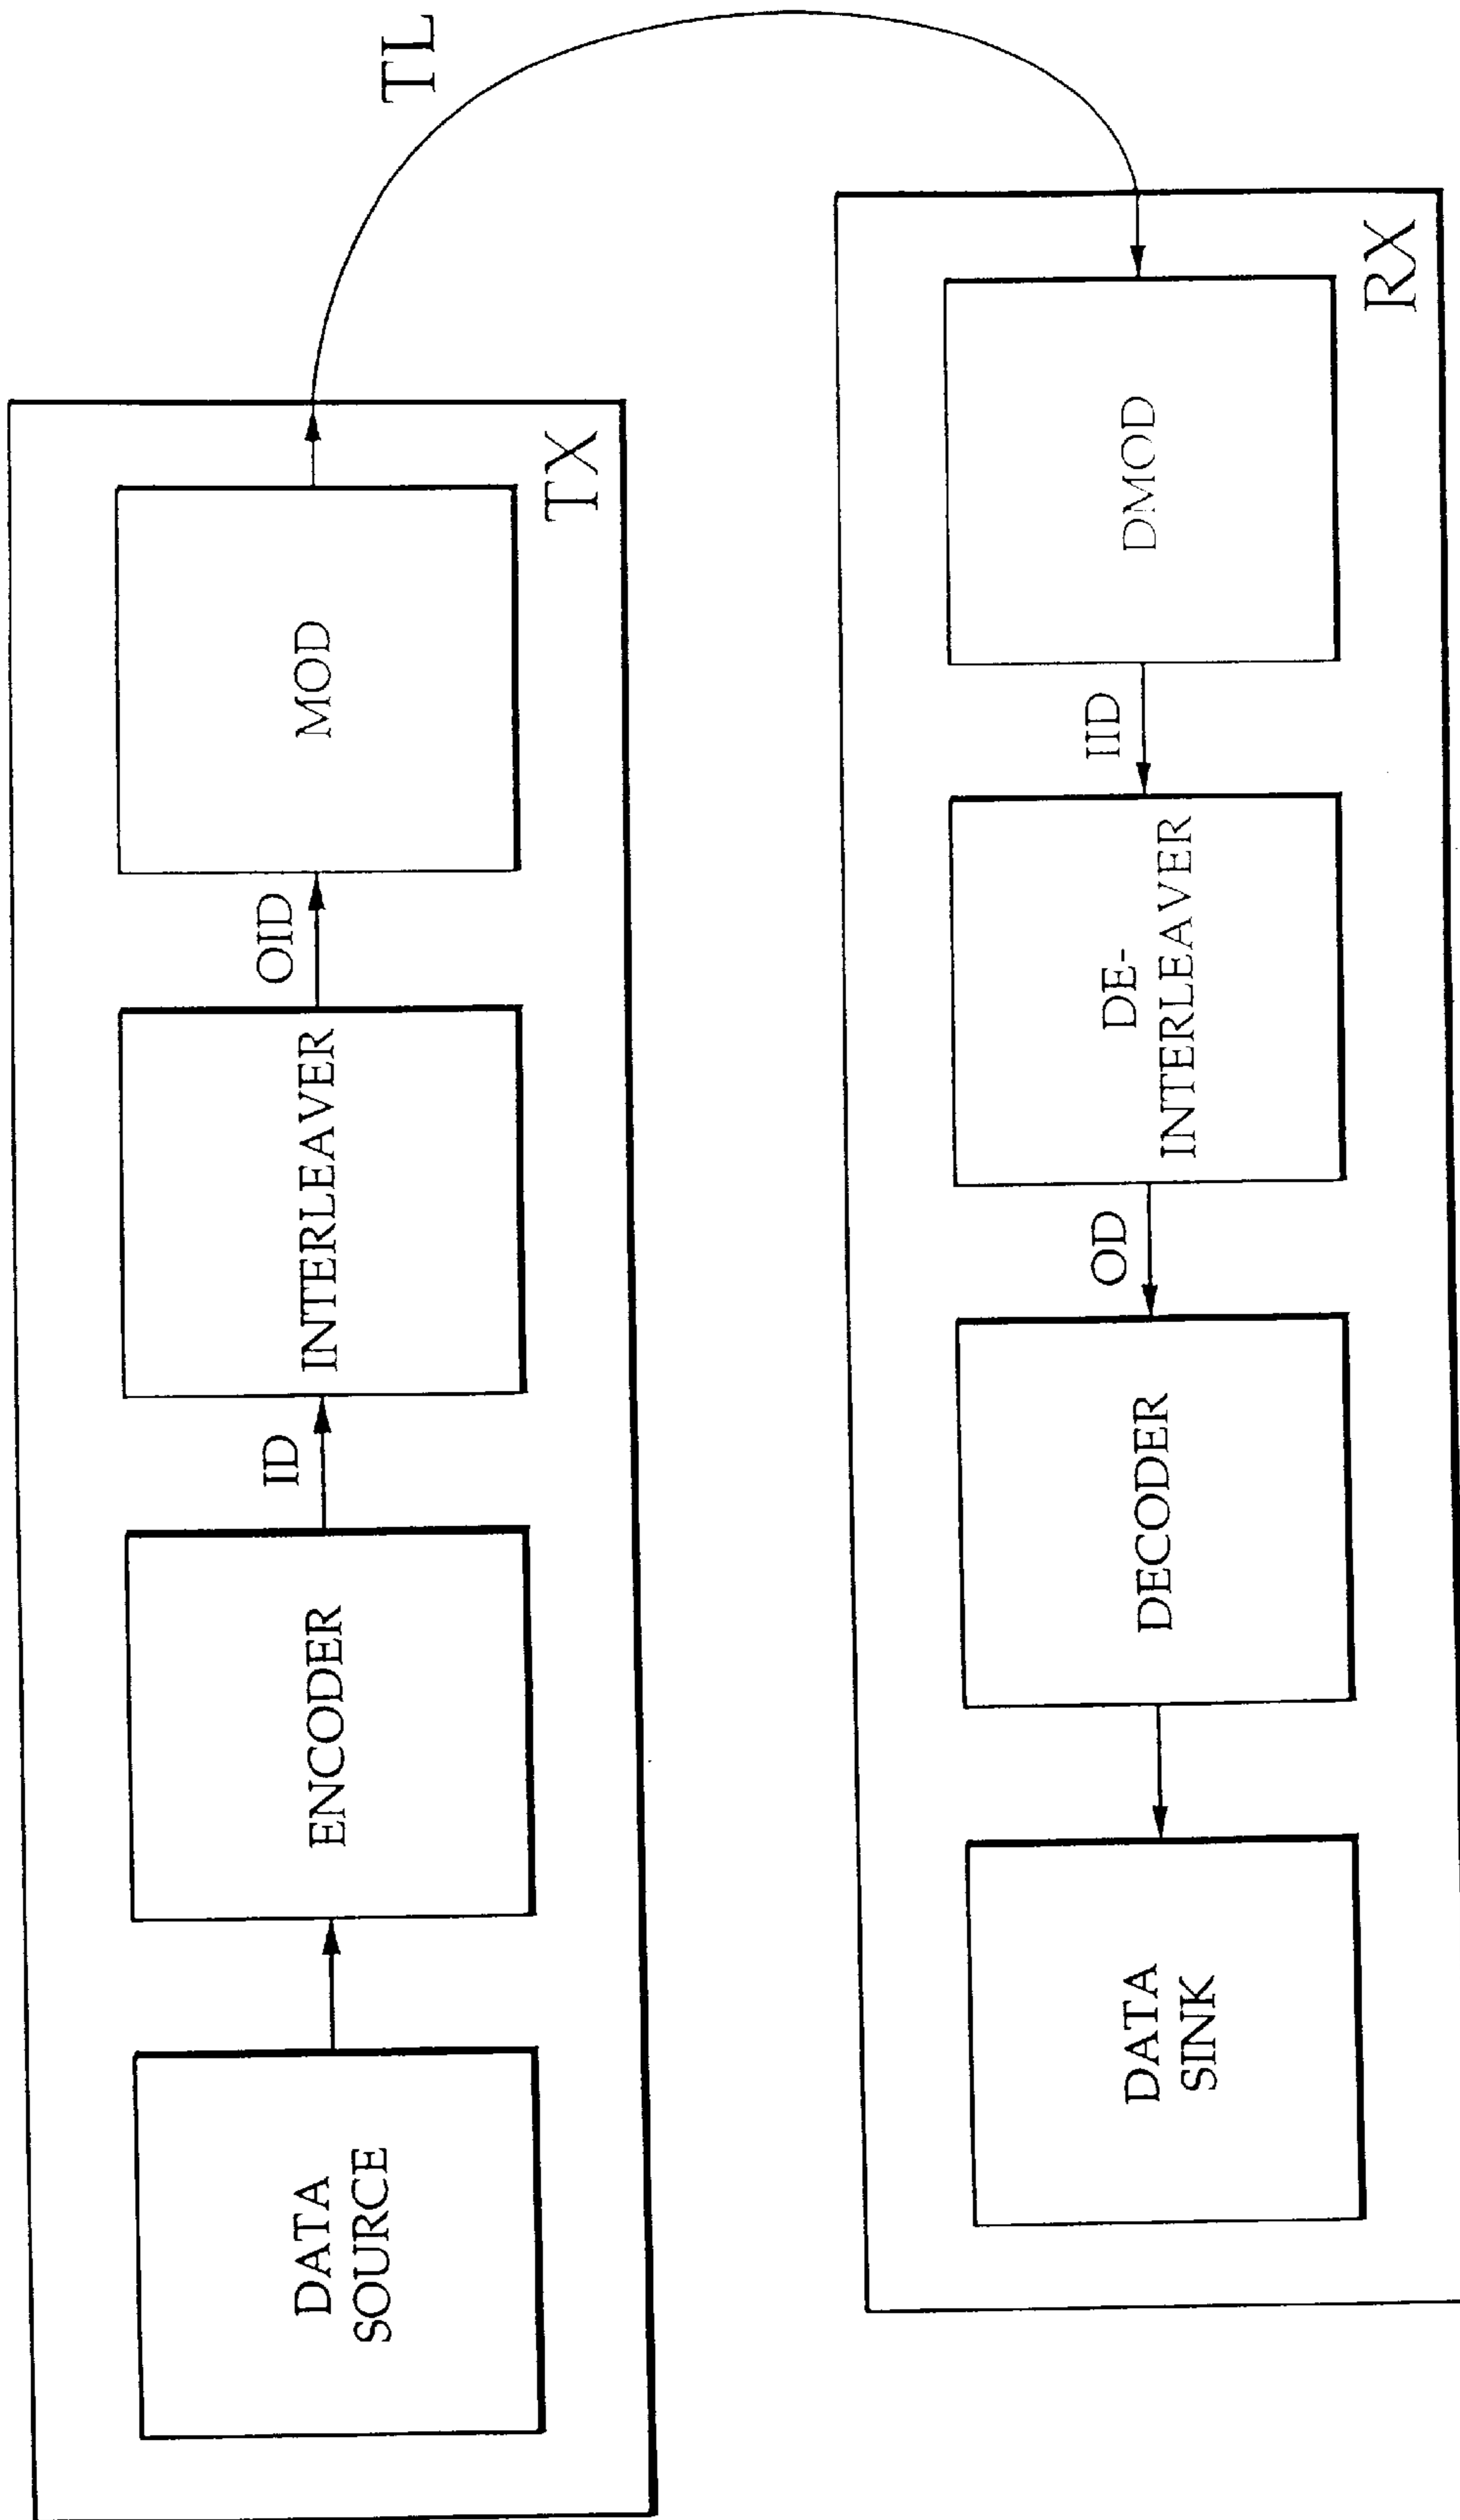 DATA
SOURCE
ENCODER
ID
INTERLEAVER
OID
MOD
TX
TL
DATA
SINK
DECODER
OD
DE-
INTERLEAVER
IID
DMOD
RX